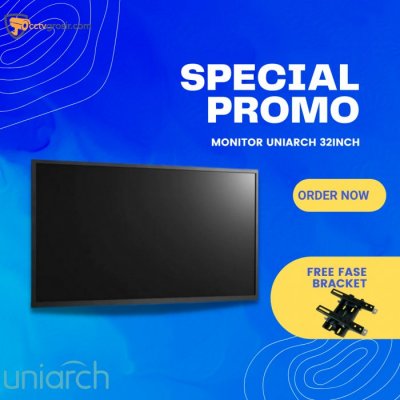 cctvgrosir.com
SPECIAL
PROMO
MONITOR UNIARCH 32INCH
ORDER NOW
FREE FASE
BRACKET
uniarch